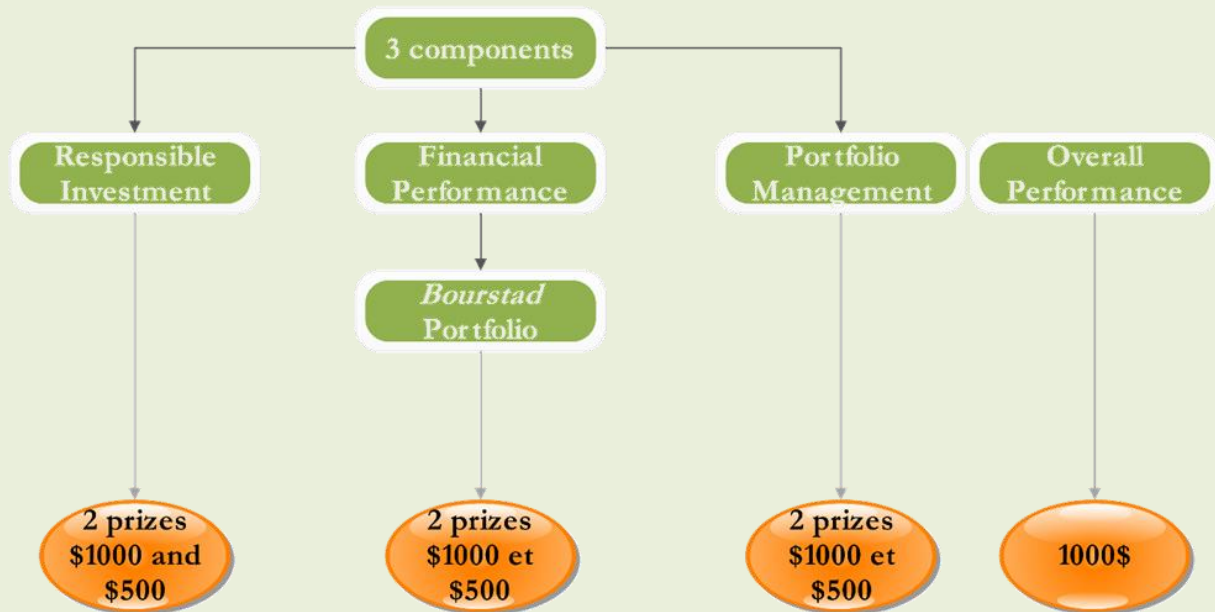 3 components
Responsible
Investment
Financial
Performance
Portfolio
Management
Overall
Performance
Bourstad
Portfolio
2 prizes
$1000 and
$500
2 prizes
$1000 et
$500
2 prizes
$1000 et
$500
1000$